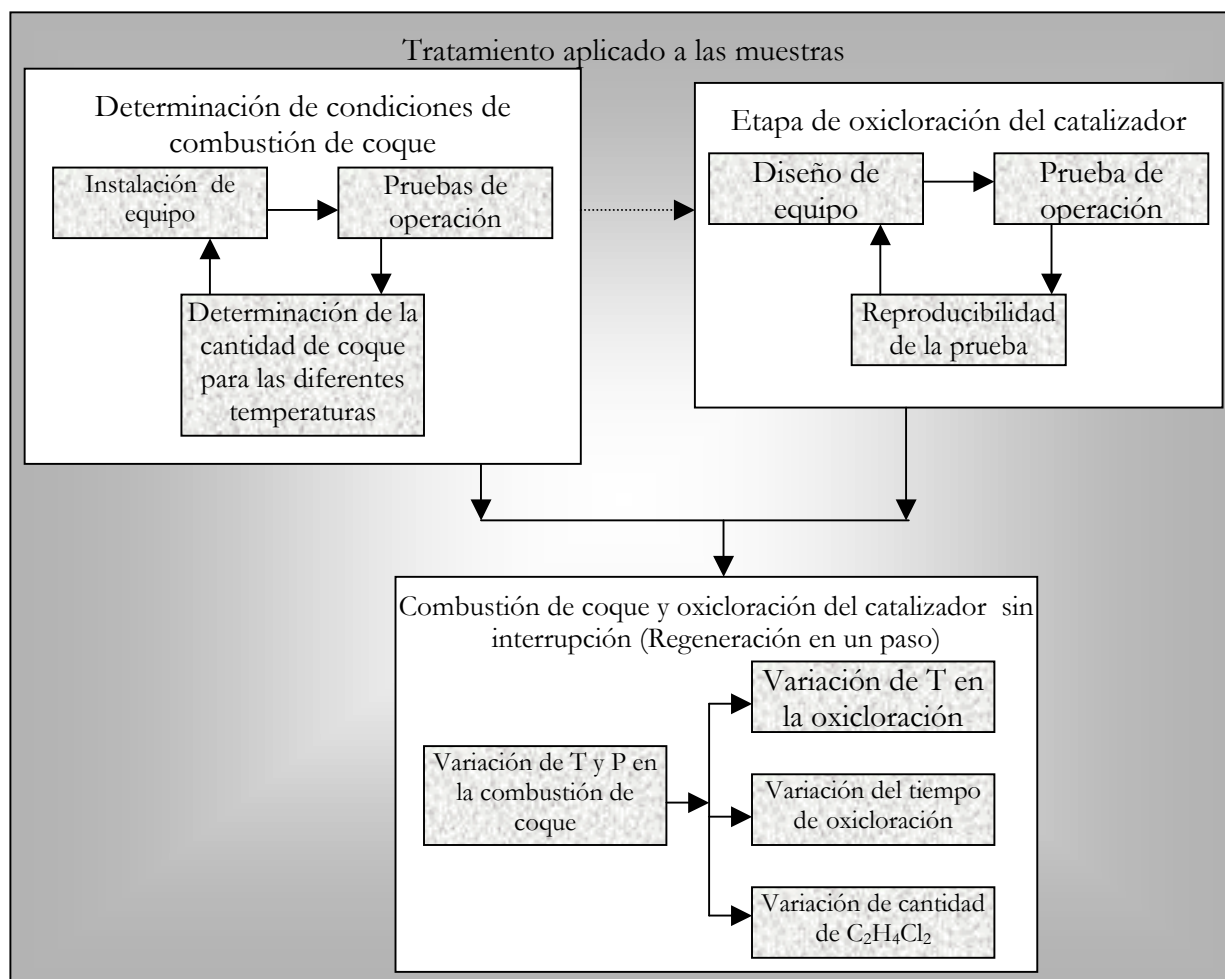 Tratamiento aplicado a las muestras
Determinación de condiciones de
combustión de coque
Instalación de
equipo
Pruebas de
operación
Determinación de la
cantidad de coque
para las diferentes
temperaturas
Etapa de oxicloración del catalizador
Diseño de
equipo
Prueba de
operación
Reproducibilidad
de la prueba
Combustión de coque y oxicloración del catalizador sin
interrupción (Regeneración en un paso)
Variación de T y P en
la combustión de
coque
Variación de T en
la oxicloración
Variación del tiempo
de oxicloración
Variación de cantidad
de C₂H₄Cl₂